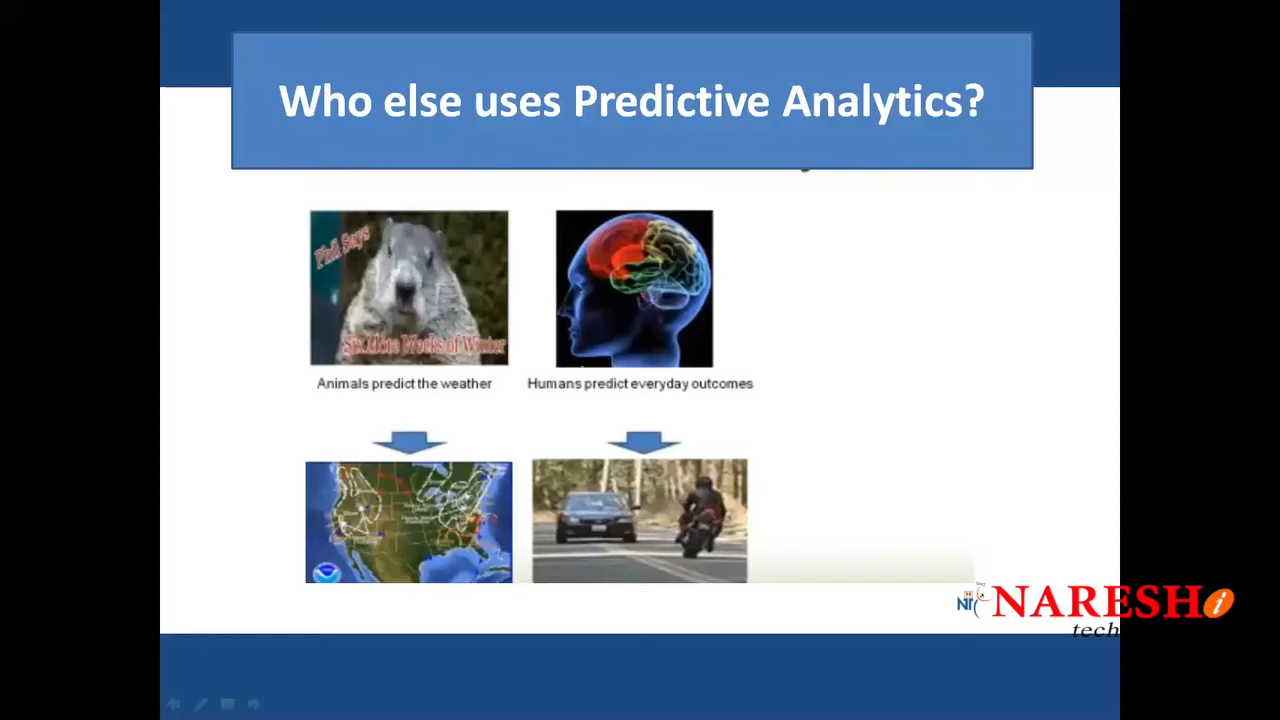 Who else uses Predictive Analytics?
Phil Says
Six More Weeks of Winter
Animals predict the weather
Humans predict everyday outcomes
NARESH i
tech